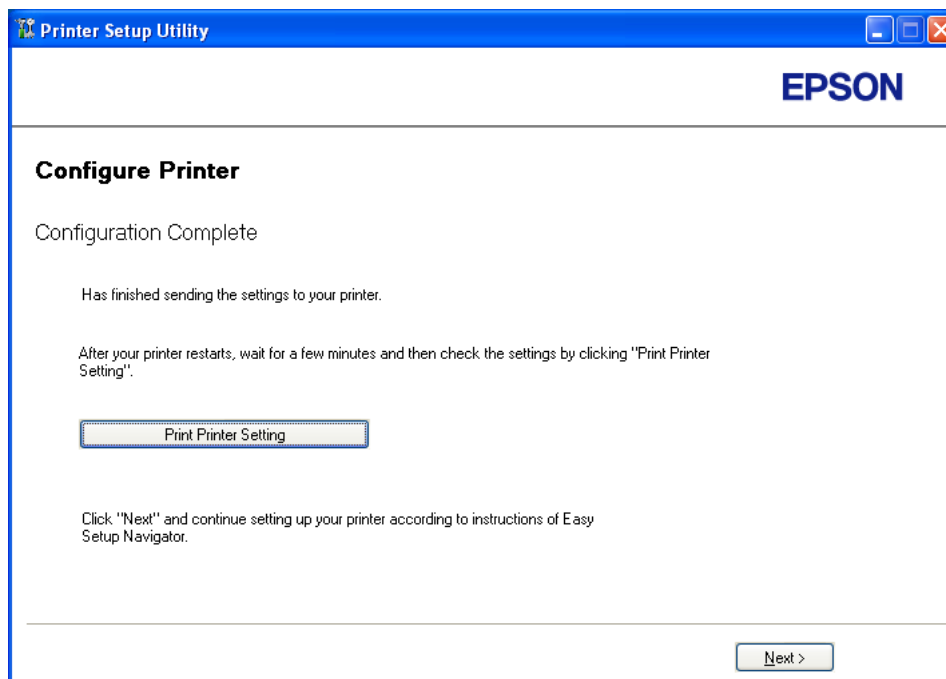 Printer Setup Utility
EPSON
Configure Printer
Configuration Complete
Has finished sending the settings to your printer.
After your printer restarts, wait for a few minutes and then check the settings by clicking "Print Printer
Setting".
Print Printer Setting
Click "Next" and continue setting up your printer according to instructions of Easy
Setup Navigator.
Next >